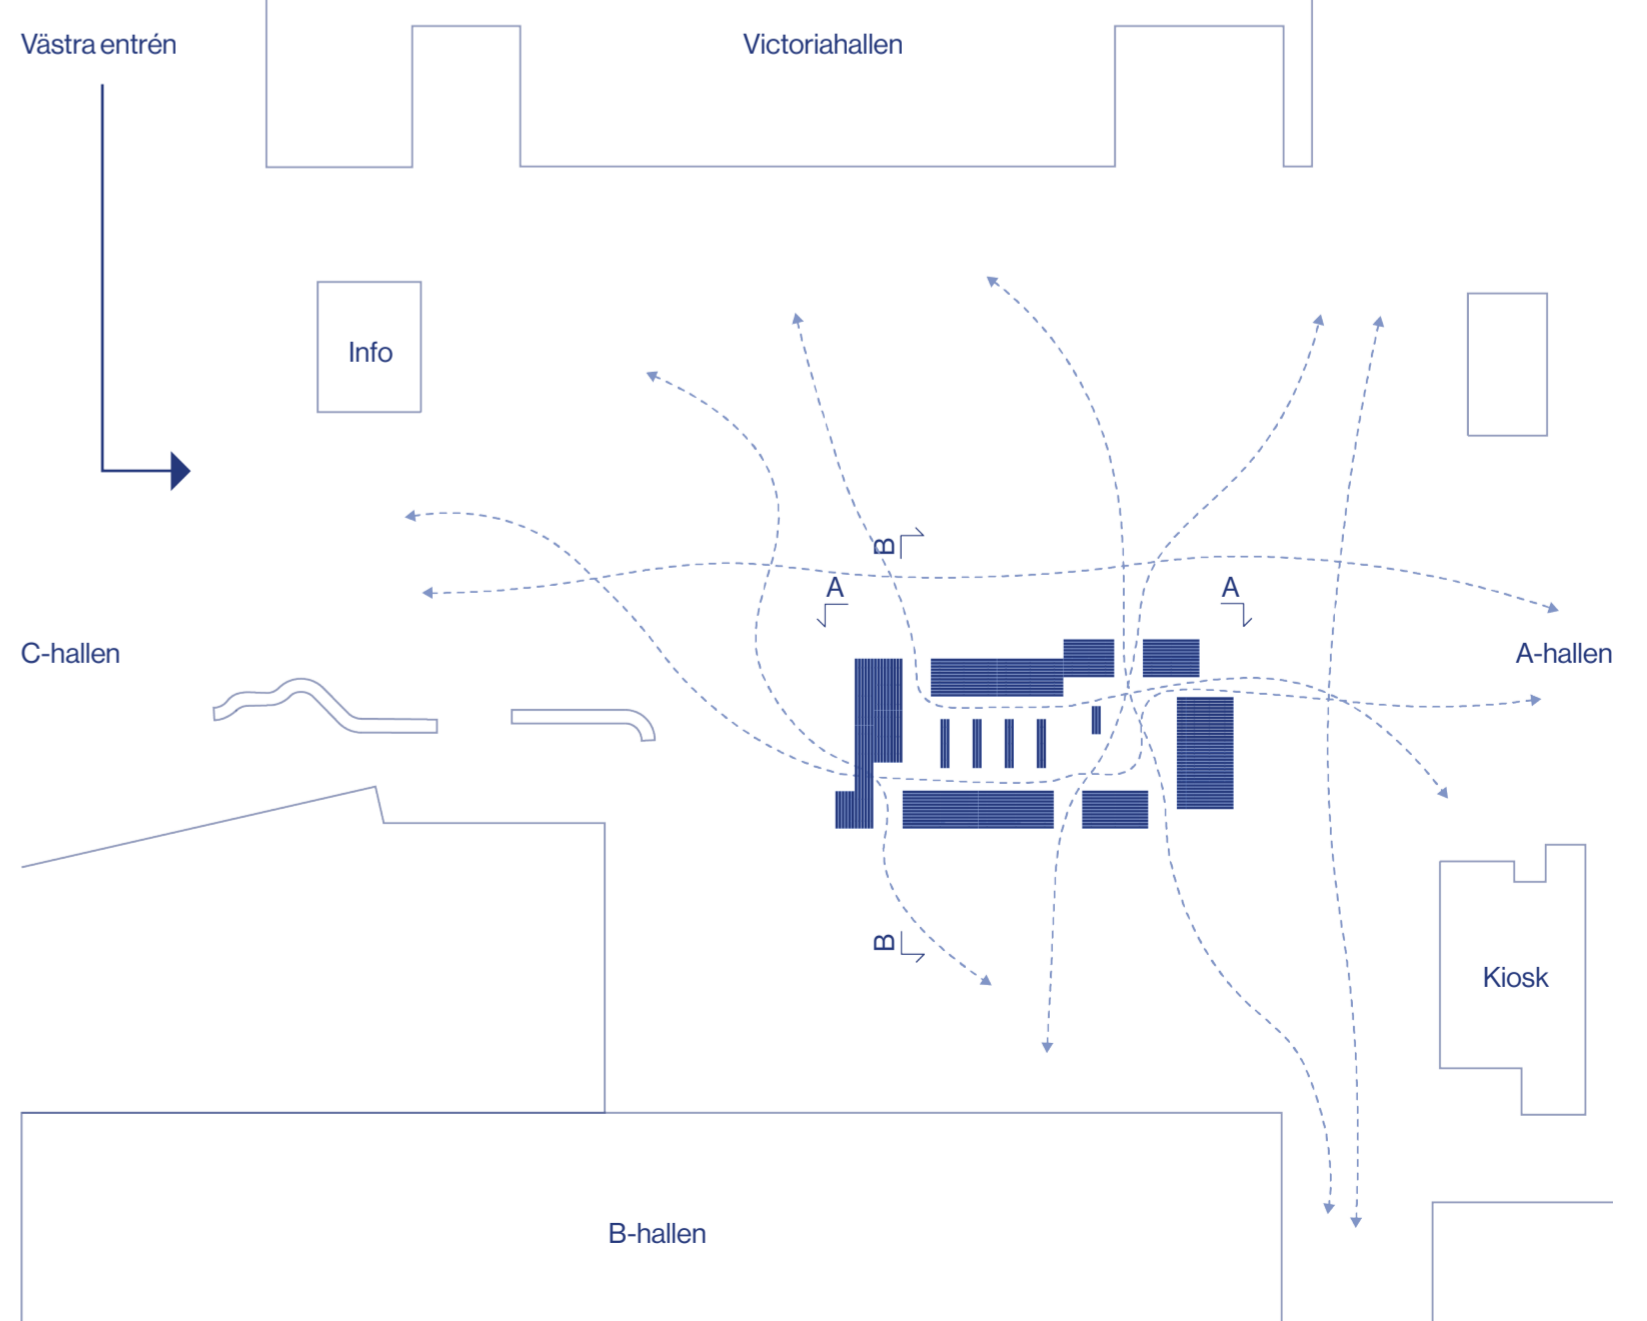 Västra entrén
Victoriahallen
Info
B
A
A
C-hallen
A-hallen
B
Kiosk
B-hallen